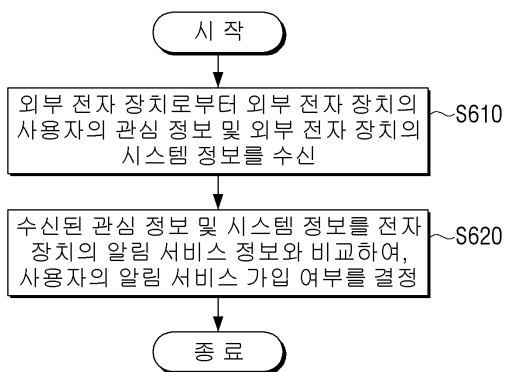 시 작
외부 전자 장치로부터 외부 전자 장치의
사용자의 관심 정보 및 외부 전자 장치의
시스템 정보를 수신
S610
수신된 관심 정보 및 시스템 정보를 전자
장치의 알림 서비스 정보와 비교하여,
사용자의 알림 서비스 가입 여부를 결정
S620
종 료